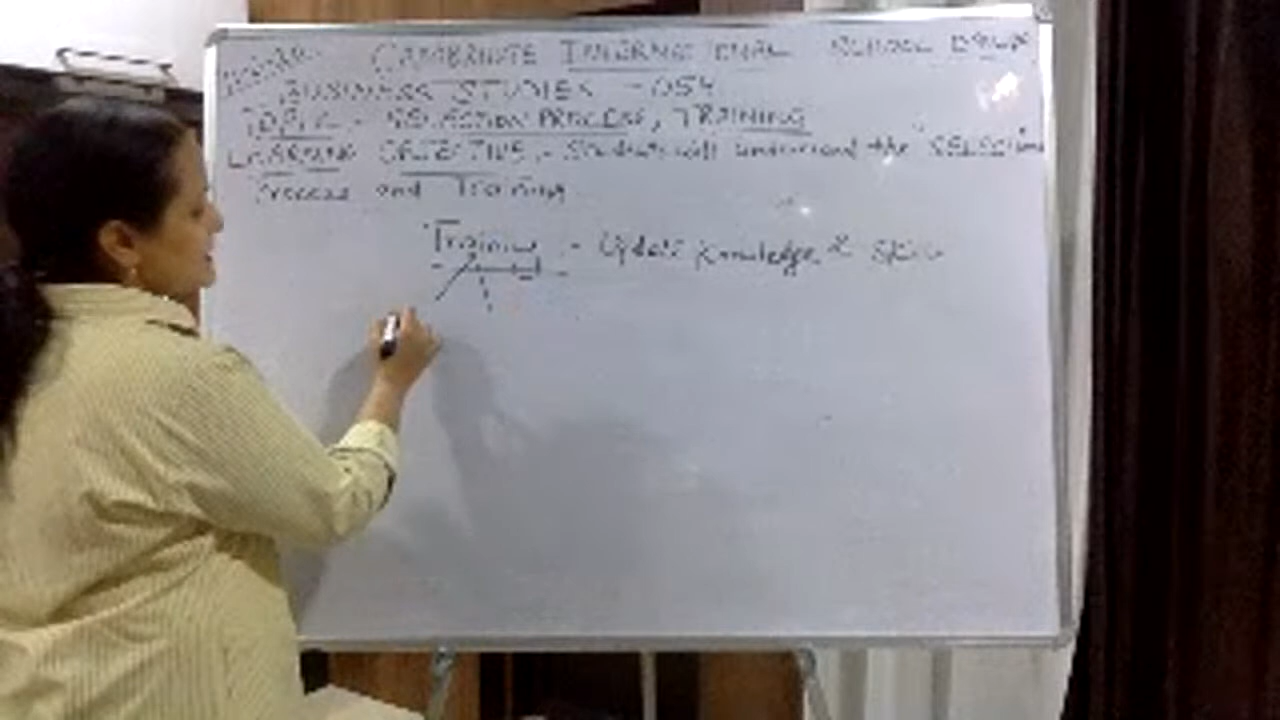 CAMBRIDGE INTERNATIONAL SCHOOL
BUSINESS STUDIES - 054
TOPIC - SELECTION PROCESS, TRAINING
LEARNING OBJECTIVE :- Students will understand the "SELECTION
Process and Training
Training :- Update knowledge & Skills